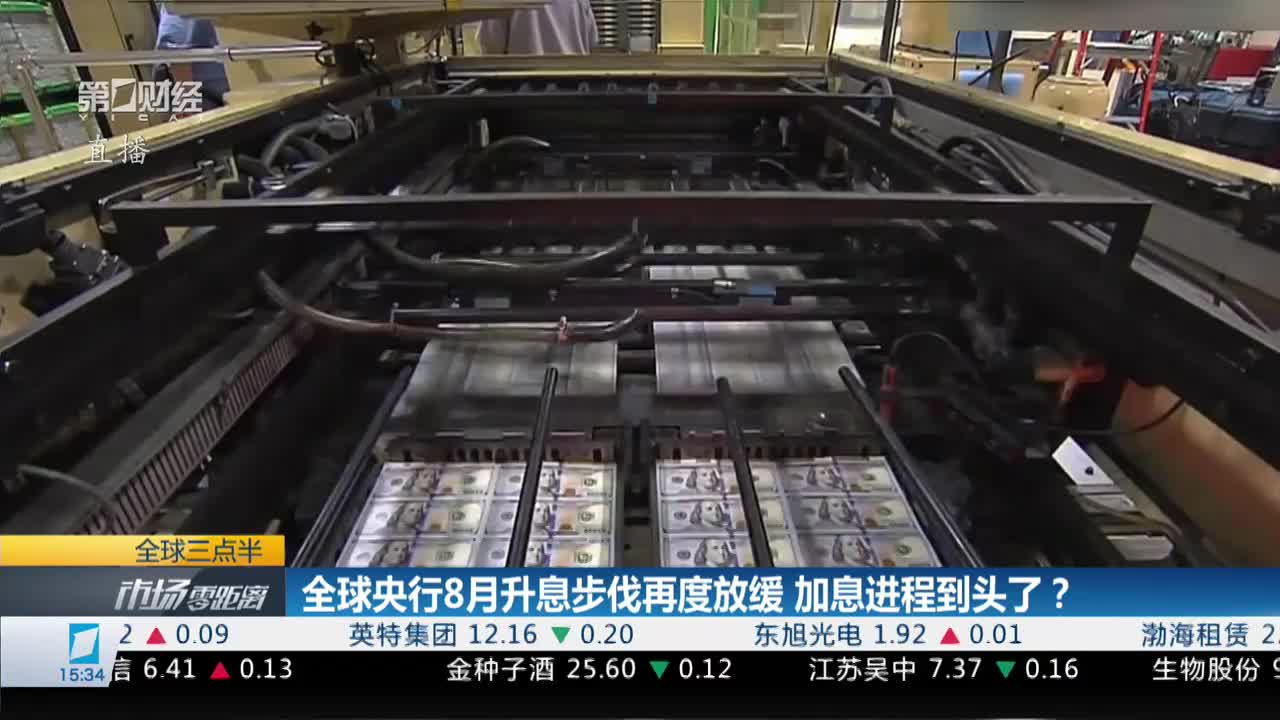 第一财经
YICAI
直播
全球三点半
市场零距离
全球央行8月升息步伐再度放缓 加息进程到头了？
2 ▲ 0.09 英特集团 12.16 ▼ 0.20 东旭光电 1.92 ▲ 0.01 渤海租赁 2.
15:34
信 6.41 ▲ 0.13 金种子酒 25.60 ▼ 0.12 江苏吴中 7.37 ▼ 0.16 生物股份 9